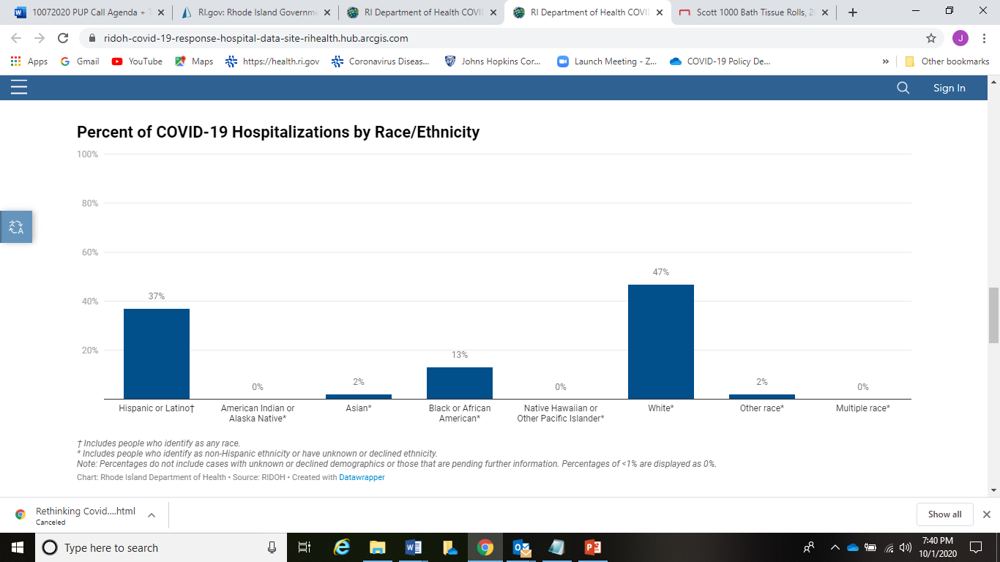 10072020 PUP Call Agenda + T
RI.gov: Rhode Island Governme
RI Department of Health COVI
RI Department of Health COVI
Scott 1000 Bath Tissue Rolls, 2
ridoh-covid-19-response-hospital-data-site-rihealth.hub.arcgis.com
J
Apps
Gmail
YouTube
Maps
https://health.ri.gov
Coronavirus Diseas...
Johns Hopkins Cor...
Launch Meeting - Z...
COVID-19 Policy De...
»
Other bookmarks
Sign In
Percent of COVID-19 Hospitalizations by Race/Ethnicity
100%
80%
60%
40%
20%
37%
0%
2%
13%
0%
47%
2%
0%
Hispanic or Latino†
American Indian or
Alaska Native*
Asian*
Black or African
American*
Native Hawaiian or
Other Pacific Islander*
White*
Other race*
Multiple race*
† Includes people who identify as any race.
* Includes people who identify as non-Hispanic ethnicity or have unknown or declined ethnicity.
Note: Percentages do not include cases with unknown or declined demographics or those that are pending further information. Percentages of <1% are displayed as 0%.
Chart: Rhode Island Department of Health • Source: RIDOH • Created with Datawrapper
Rethinking Covid....html
Canceled
Show all
Type here to search
7:40 PM
10/1/2020